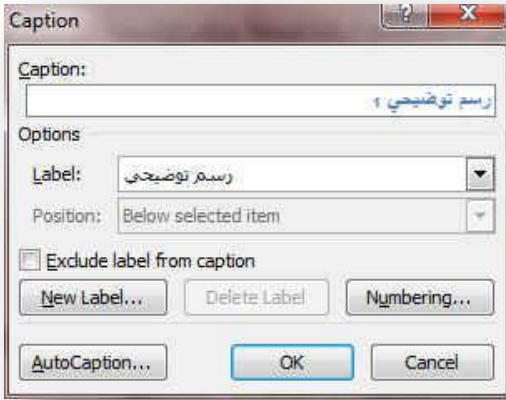 Caption
Caption:
رسم توضيحي 1
Options
Label: رسم توضيحي
Position: Below selected item
Exclude label from caption
New Label... Delete Label Numbering...
AutoCaption... OK Cancel